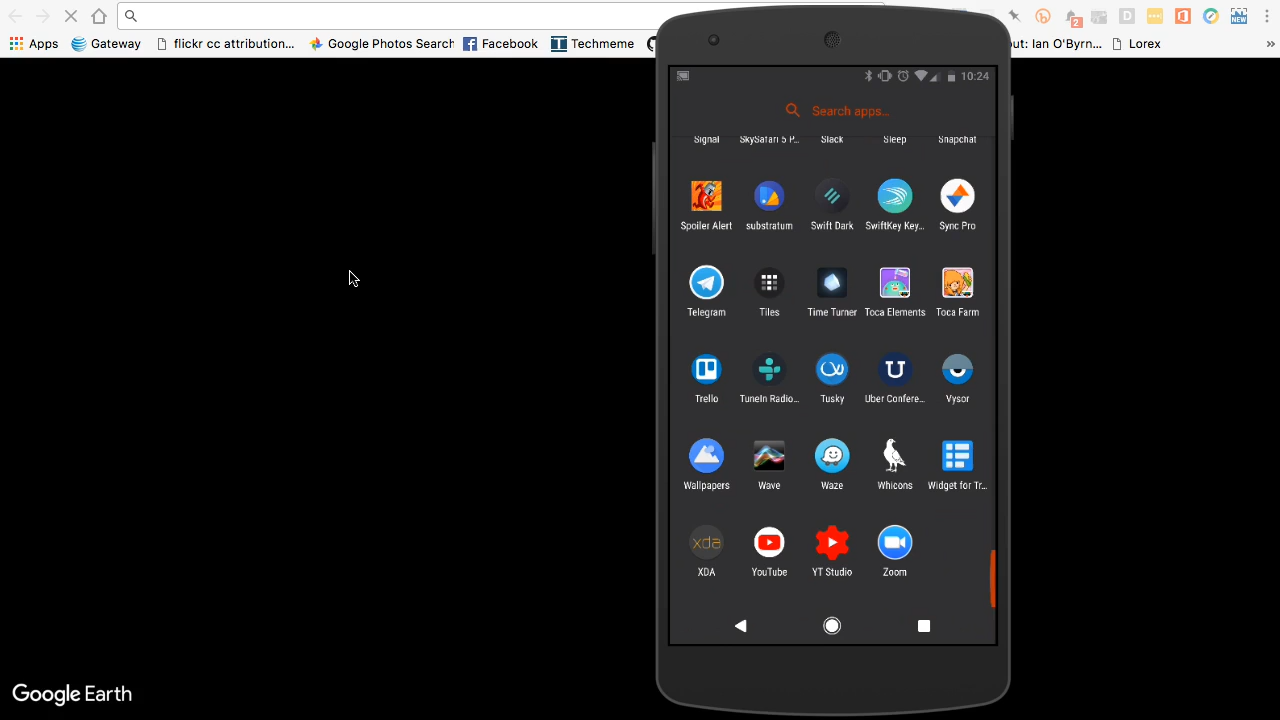 Apps Gateway flickr cc attribution... Google Photos Search Facebook Techmeme out: Ian O'Byrn... Lorex »
2 D NEW
10:24
Search apps...
Signal SkySafari 5 P... Slack Sleep Snapchat
Spoiler Alert substratum Swift Dark SwiftKey Key... Sync Pro
Telegram Tiles Time Turner Toca Elements Toca Farm
Trello TuneIn Radio... Tusky Uber Confere... Vysor
Wallpapers Wave Waze Whicons Widget for Tr...
xda
XDA YouTube YT Studio Zoom
Google Earth